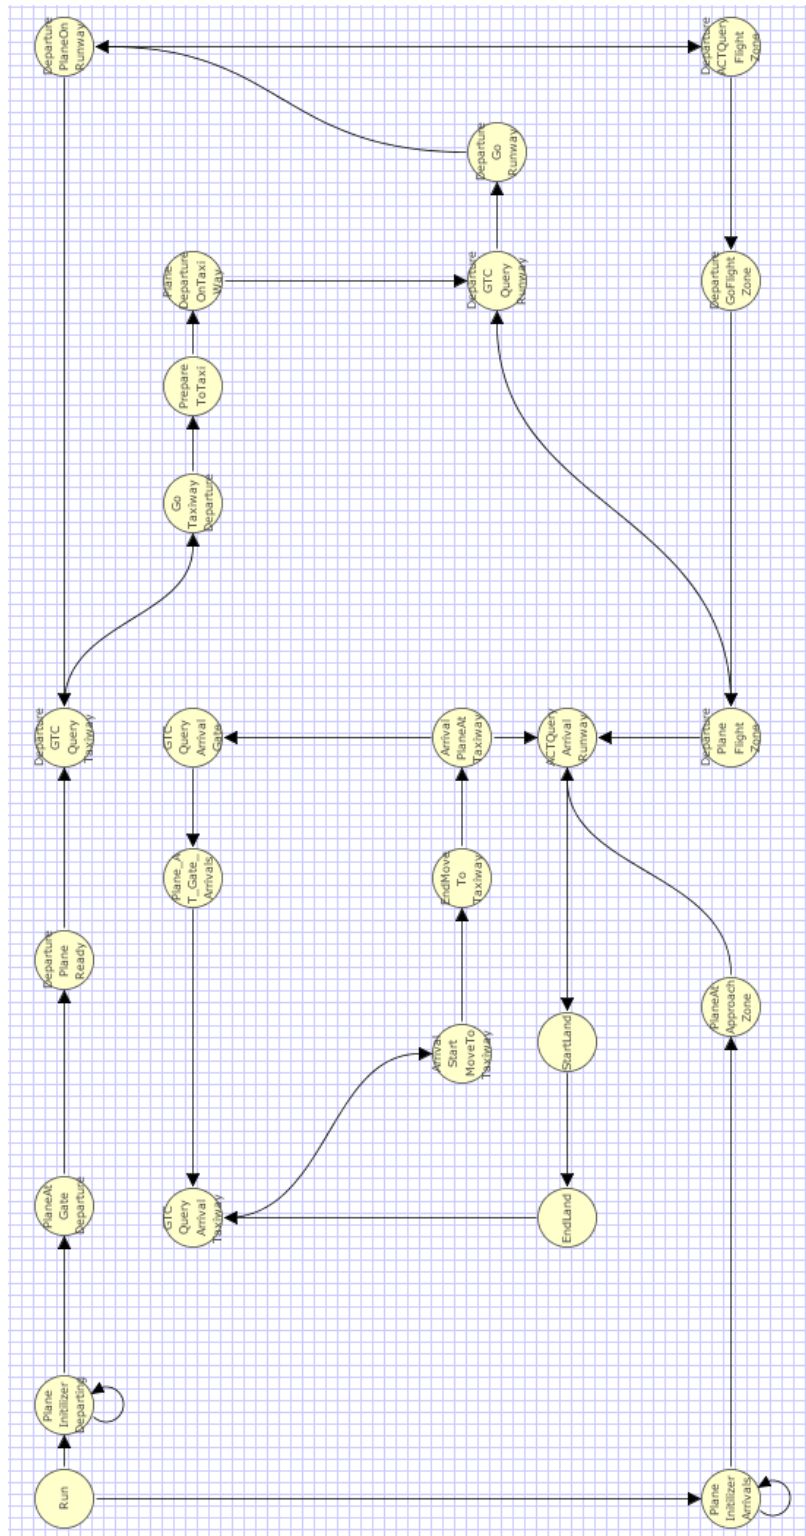 Departure
PlaneOn
Runway
Departure
ACTQuery
Flight
Zone
Departure
Go
Runway
Plane
Departure
OnTaxi
Way
Departure
GTC
Query
Runway
Departure
GoFlight
Zone
Prepare
ToTaxi
Go
Taxiway
Departure
Departure
GTC
Query
Taxiway
GTC
Query
Arrival
Gate
Arrival
PlaneAt
Taxiway
ACTQuery
Arrival
Runway
Departure
Plane
Flight
Zone
Plane_A
T_Gate_
Arrivals
EndMove
To
Taxiway
Departure
Plane
Ready
PlaneAt
Approach
Zone
Arrival
Start
MoveTo
Taxiway
StartLand
PlaneAt
Gate
Departure
GTC
Query
Arrival
Taxiway
EndLand
Plane
Initilizer
Departing
Run
Plane
Initilizer
Arrivals